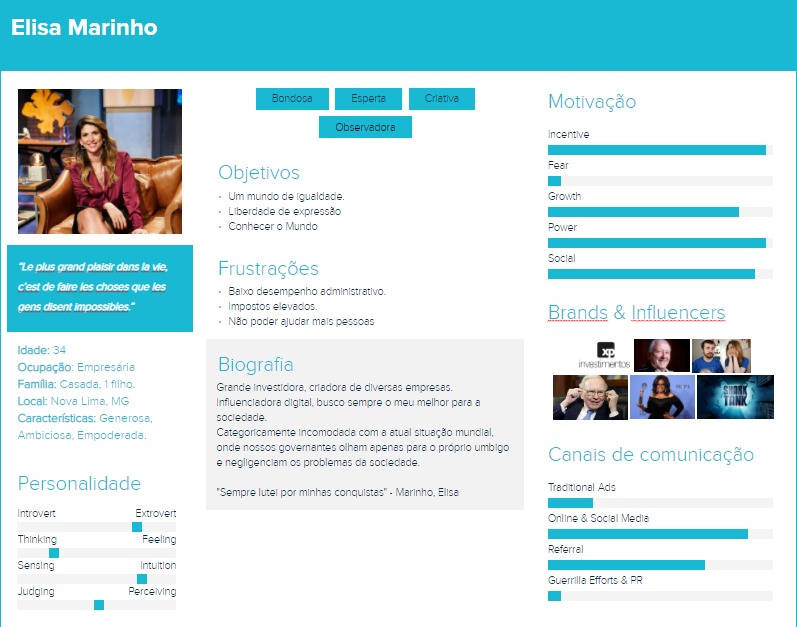 Elisa Marinho
"Le plus grand plaisir dans la vie,
c'est de faire les choses que les
gens disent impossibles."
Idade: 34
Ocupação: Empresária
Família: Casada, 1 filho.
Local: Nova Lima, MG
Características: Generosa,
Ambiciosa, Empoderada.
Personalidade
Introvert Extrovert
Thinking Feeling
Sensing Intuition
Judging Perceiving
Bondosa Esperta Criativa
Observadora
Objetivos
Um mundo de igualdade.
Liberdade de expressão
Conhecer o Mundo
Frustrações
Baixo desempenho administrativo.
Impostos elevados.
Não poder ajudar mais pessoas
Biografia
Grande investidora, criadora de diversas empresas.
Influenciadora digital, busco sempre o meu melhor para a
sociedade.
Categoricamente incomodada com a atual situação mundial,
onde nossos governantes olham apenas para o próprio umbigo
e negligenciam os problemas da sociedade.
"Sempre lutei por minhas conquistas" - Marinho, Elisa
Motivação
Incentive
Fear
Growth
Power
Social
Brands & Influencers
xp
investimentos
SHARK
TANK
Canais de comunicação
Traditional Ads
Online & Social Media
Referral
Guerrilla Efforts & PR